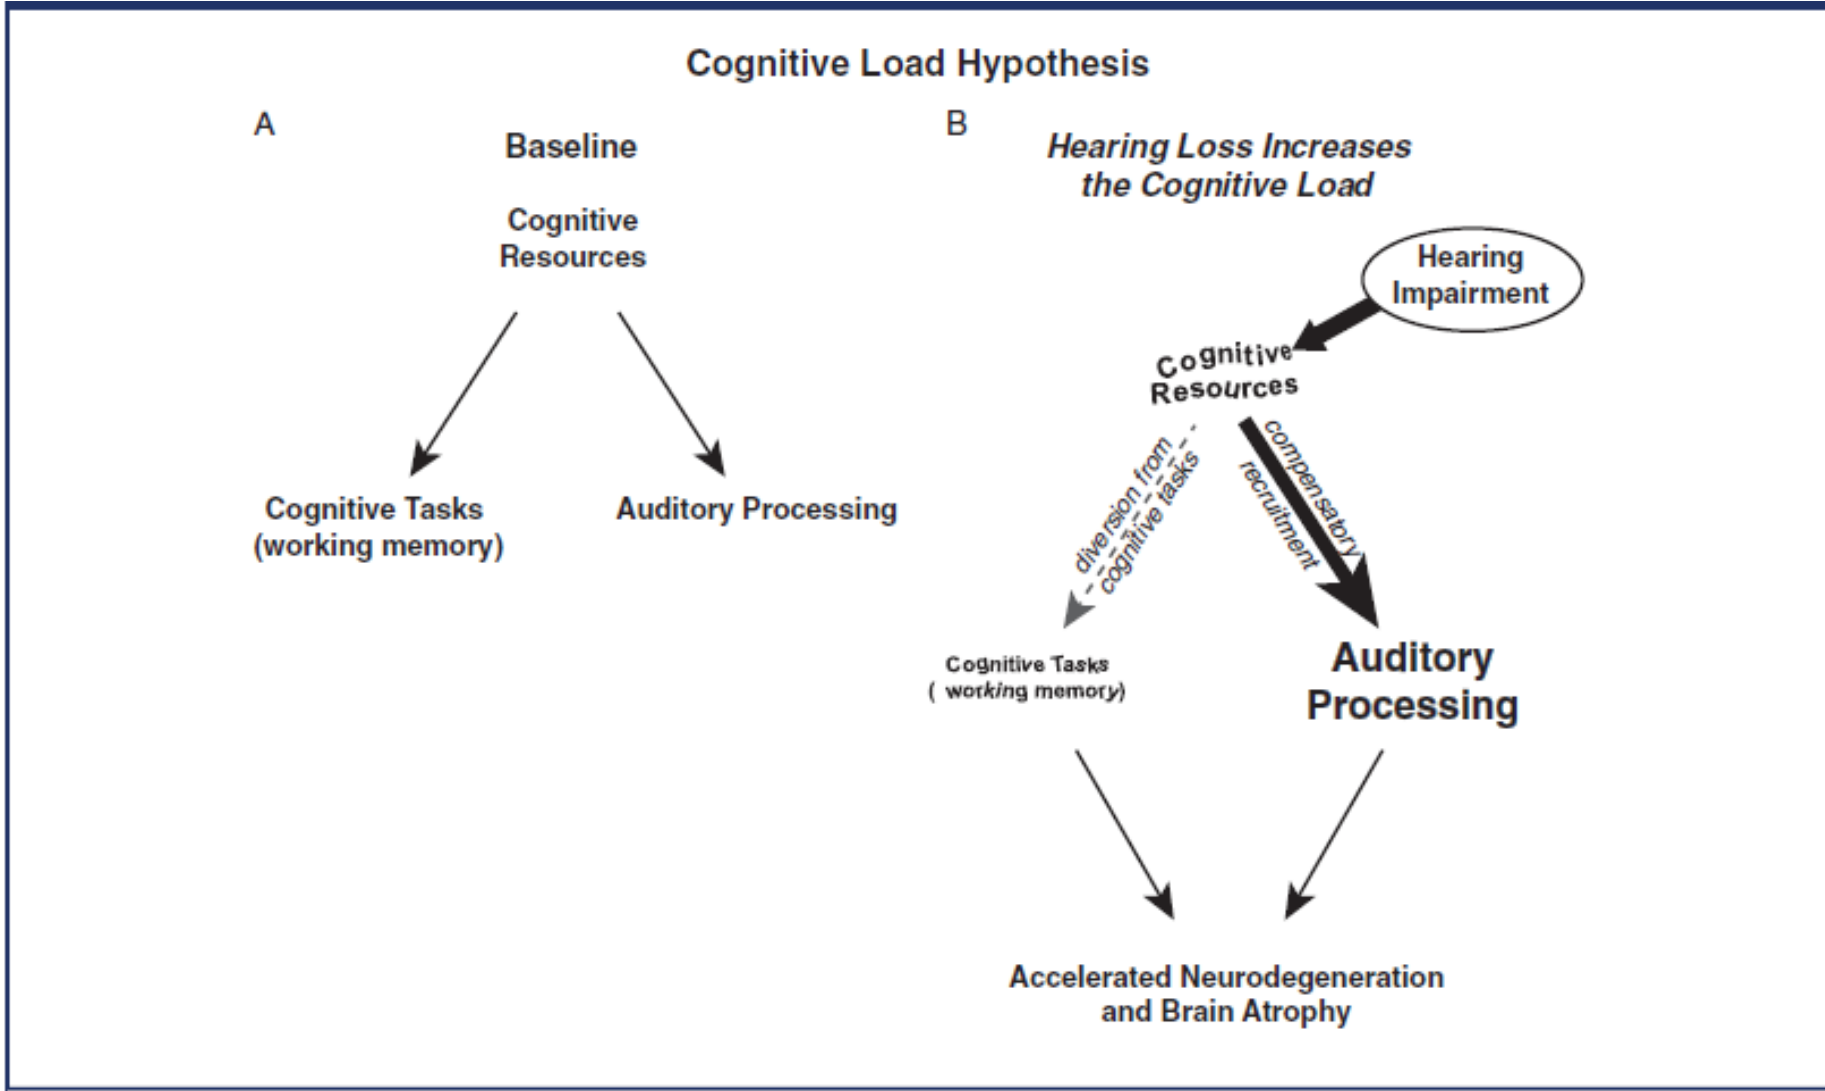 Cognitive Load Hypothesis
A
Baseline
Cognitive
Resources
Cognitive Tasks
(working memory)
Auditory Processing
B
Hearing Loss Increases
the Cognitive Load
Hearing
Impairment
Cognitive
Resources
diversion from
cognitive tasks
compensatory
recruitment
Cognitive Tasks
( working memory)
Auditory
Processing
Accelerated Neurodegeneration
and Brain Atrophy